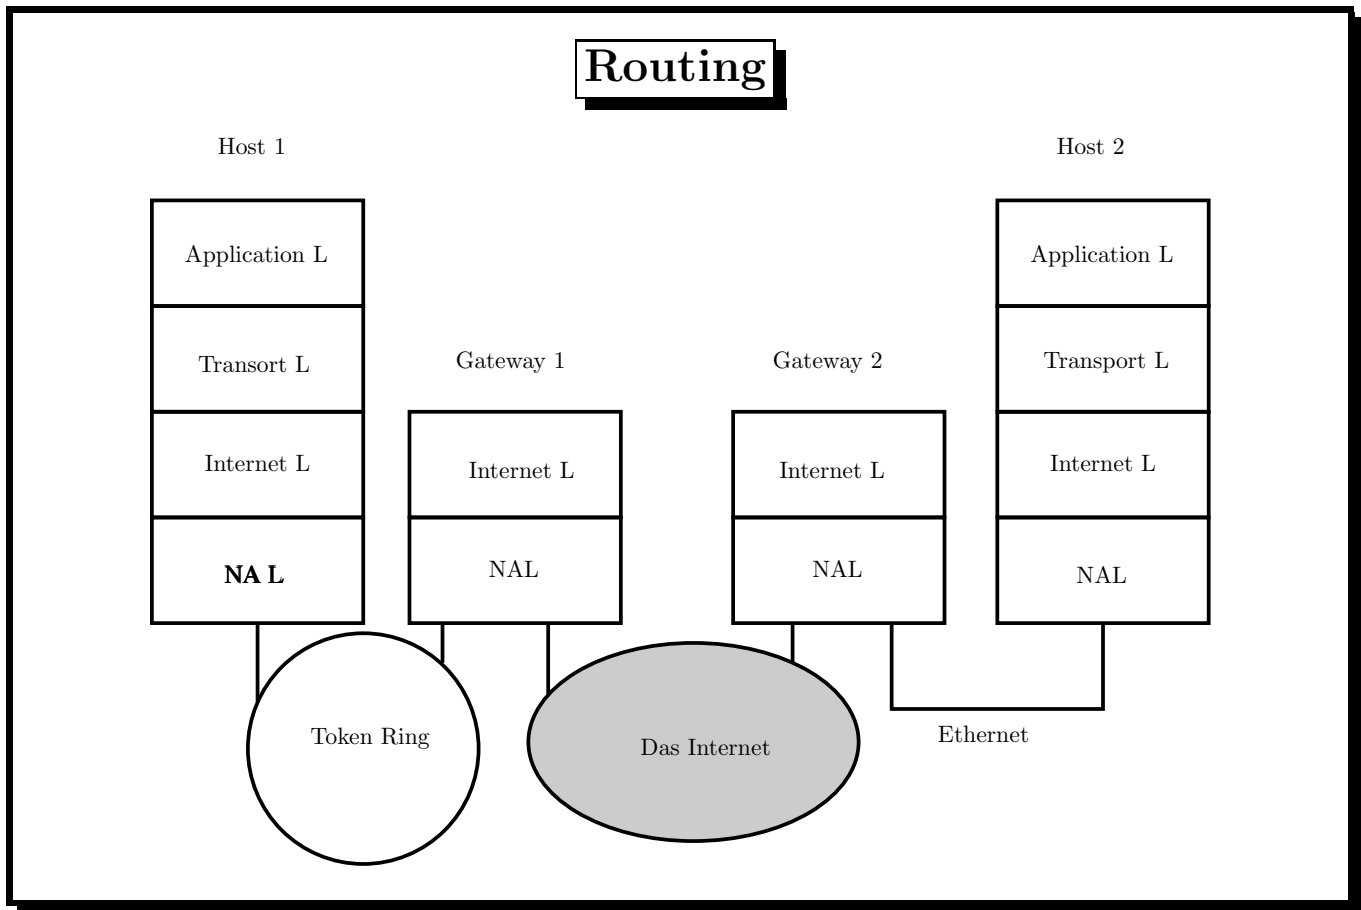 Routing
Host 1
Host 2
Application L
Application L
Transort L
Gateway 1
Gateway 2
Transport L
Internet L
Internet L
Internet L
Internet L
NA L
NAL
NAL
NAL
Token Ring
Das Internet
Ethernet